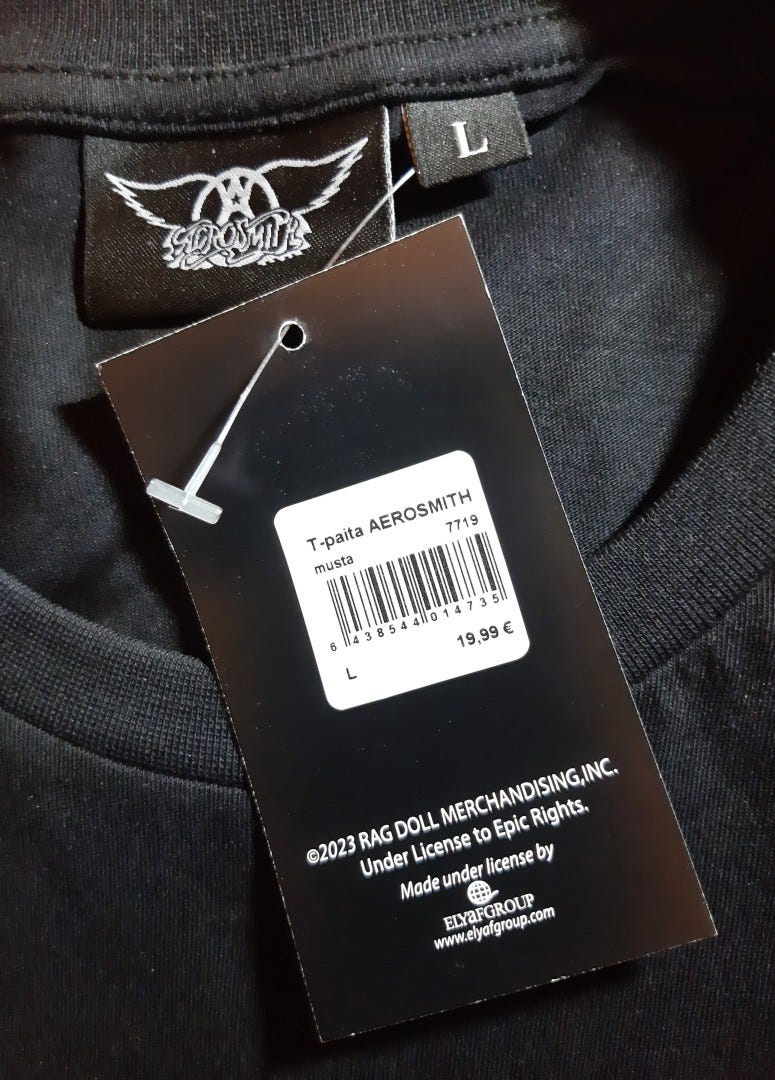 L
AEROSMITH
T-paita AEROSMITH
musta 7719
6 438544 014735
L 19,99 €
©2023 RAG DOLL MERCHANDISING,INC.
Under License to Epic Rights.
Made under license by
ELYaFGROUP
www.elyafgroup.com